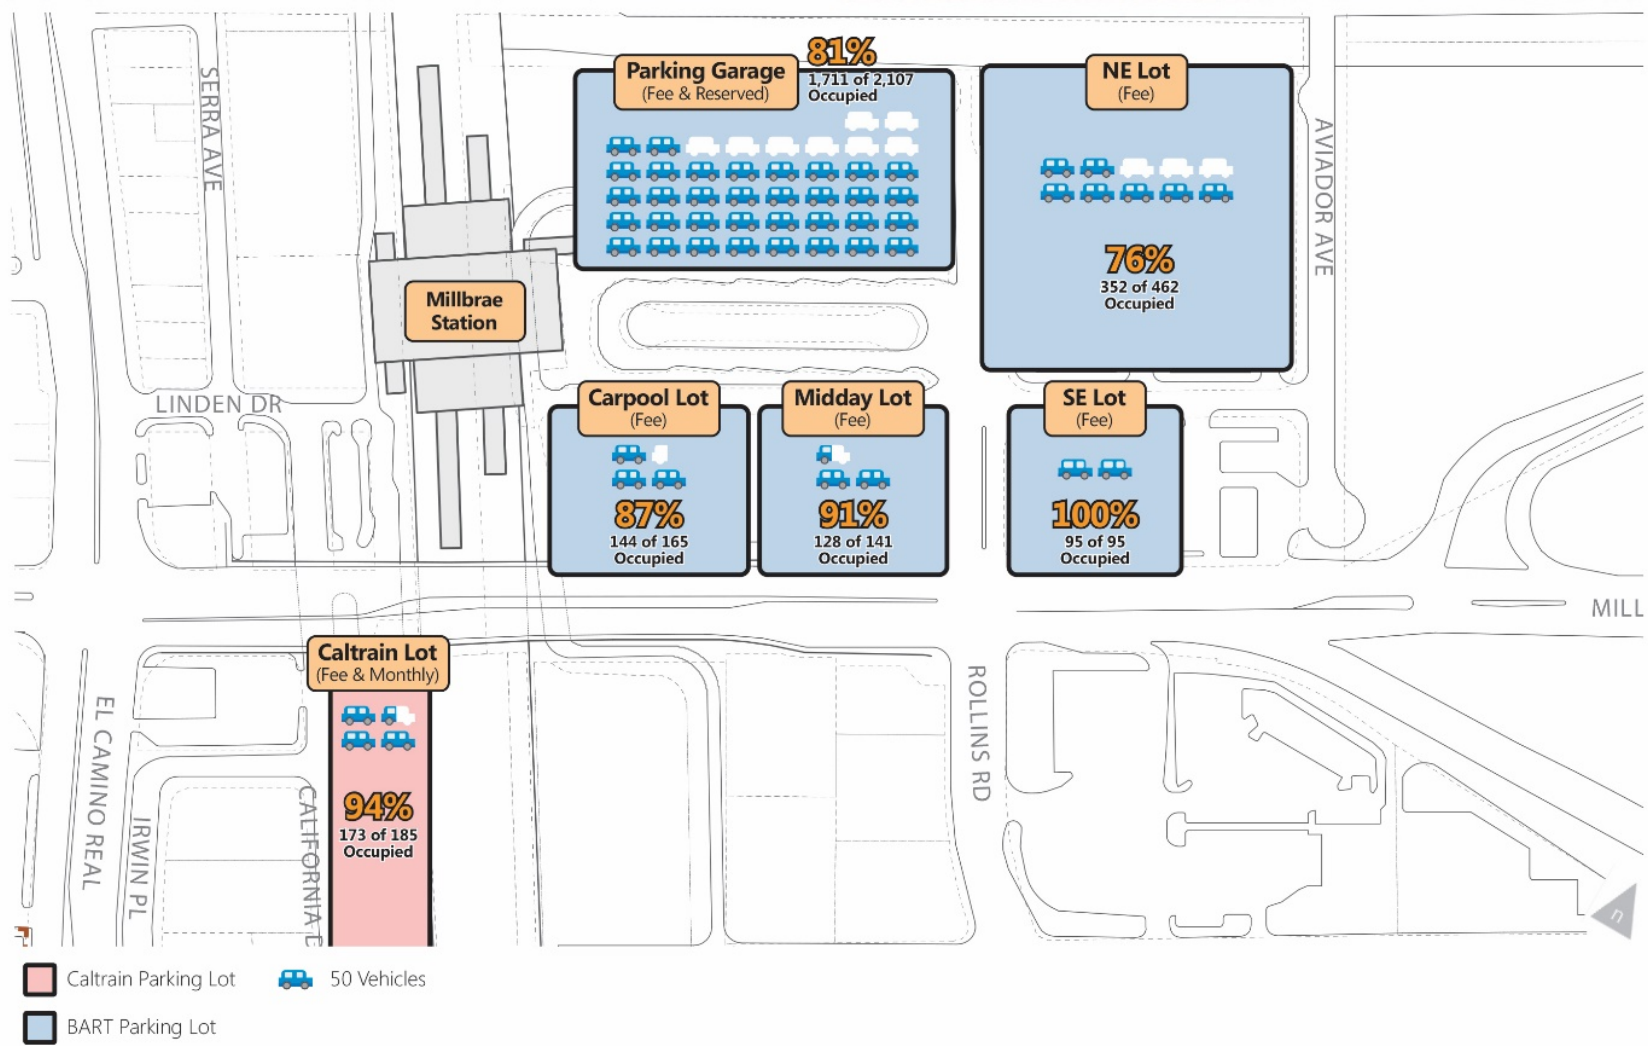 SERRA AVE
Parking Garage
(Fee & Reserved)
81%
1,711 of 2,107
Occupied
NE Lot
(Fee)
76%
352 of 462
Occupied
AVIADOR AVE
Millbrae
Station
LINDEN DR
Carpool Lot
(Fee)
87%
144 of 165
Occupied
Midday Lot
(Fee)
91%
128 of 141
Occupied
SE Lot
(Fee)
100%
95 of 95
Occupied
MILL
Caltrain Lot
(Fee & Monthly)
94%
173 of 185
Occupied
EL CAMINO REAL
IRWIN PL
CALIFORNIA D
ROLLINS RD
n
Caltrain Parking Lot
50 Vehicles
BART Parking Lot